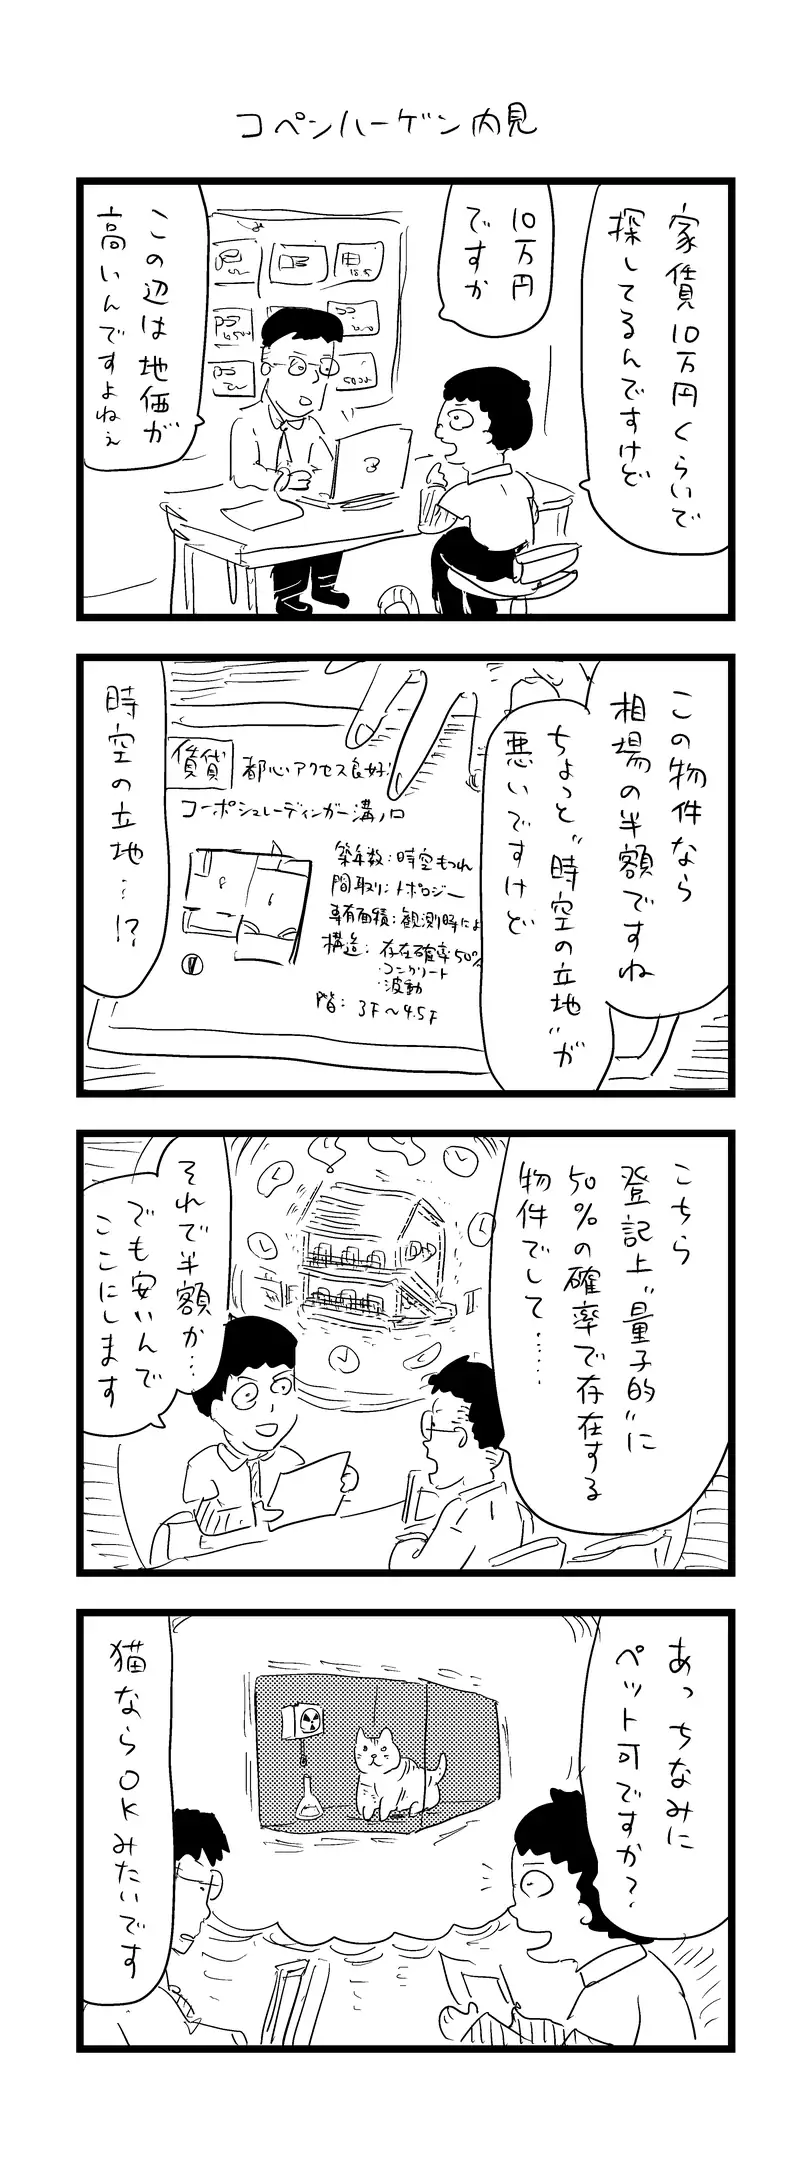 コペンハーゲン内見
家賃10万円くらいで
探してるんですけど
10万円
ですか
この辺は地価が
高いんですよねぇ
この物件なら
相場の半額ですね
ちょっと"時空の立地"が
悪いですけど
賃貸
都心アクセス良好!
コーポシュレーディンガー溝ノ口
築年数:時空もつれ
間取り:トポロジー
専有面積:観測時によ
構造:存在確率50%
・コンクリート
・波動
階:3F〜4.5F
時空の立地…!?
こちら
登記上"量子的"に
50%の確率で存在する
物件でして……
それで半額か…
でも安いんで
ここにします
あっちなみに
ペット可ですか?
猫ならOKみたいです